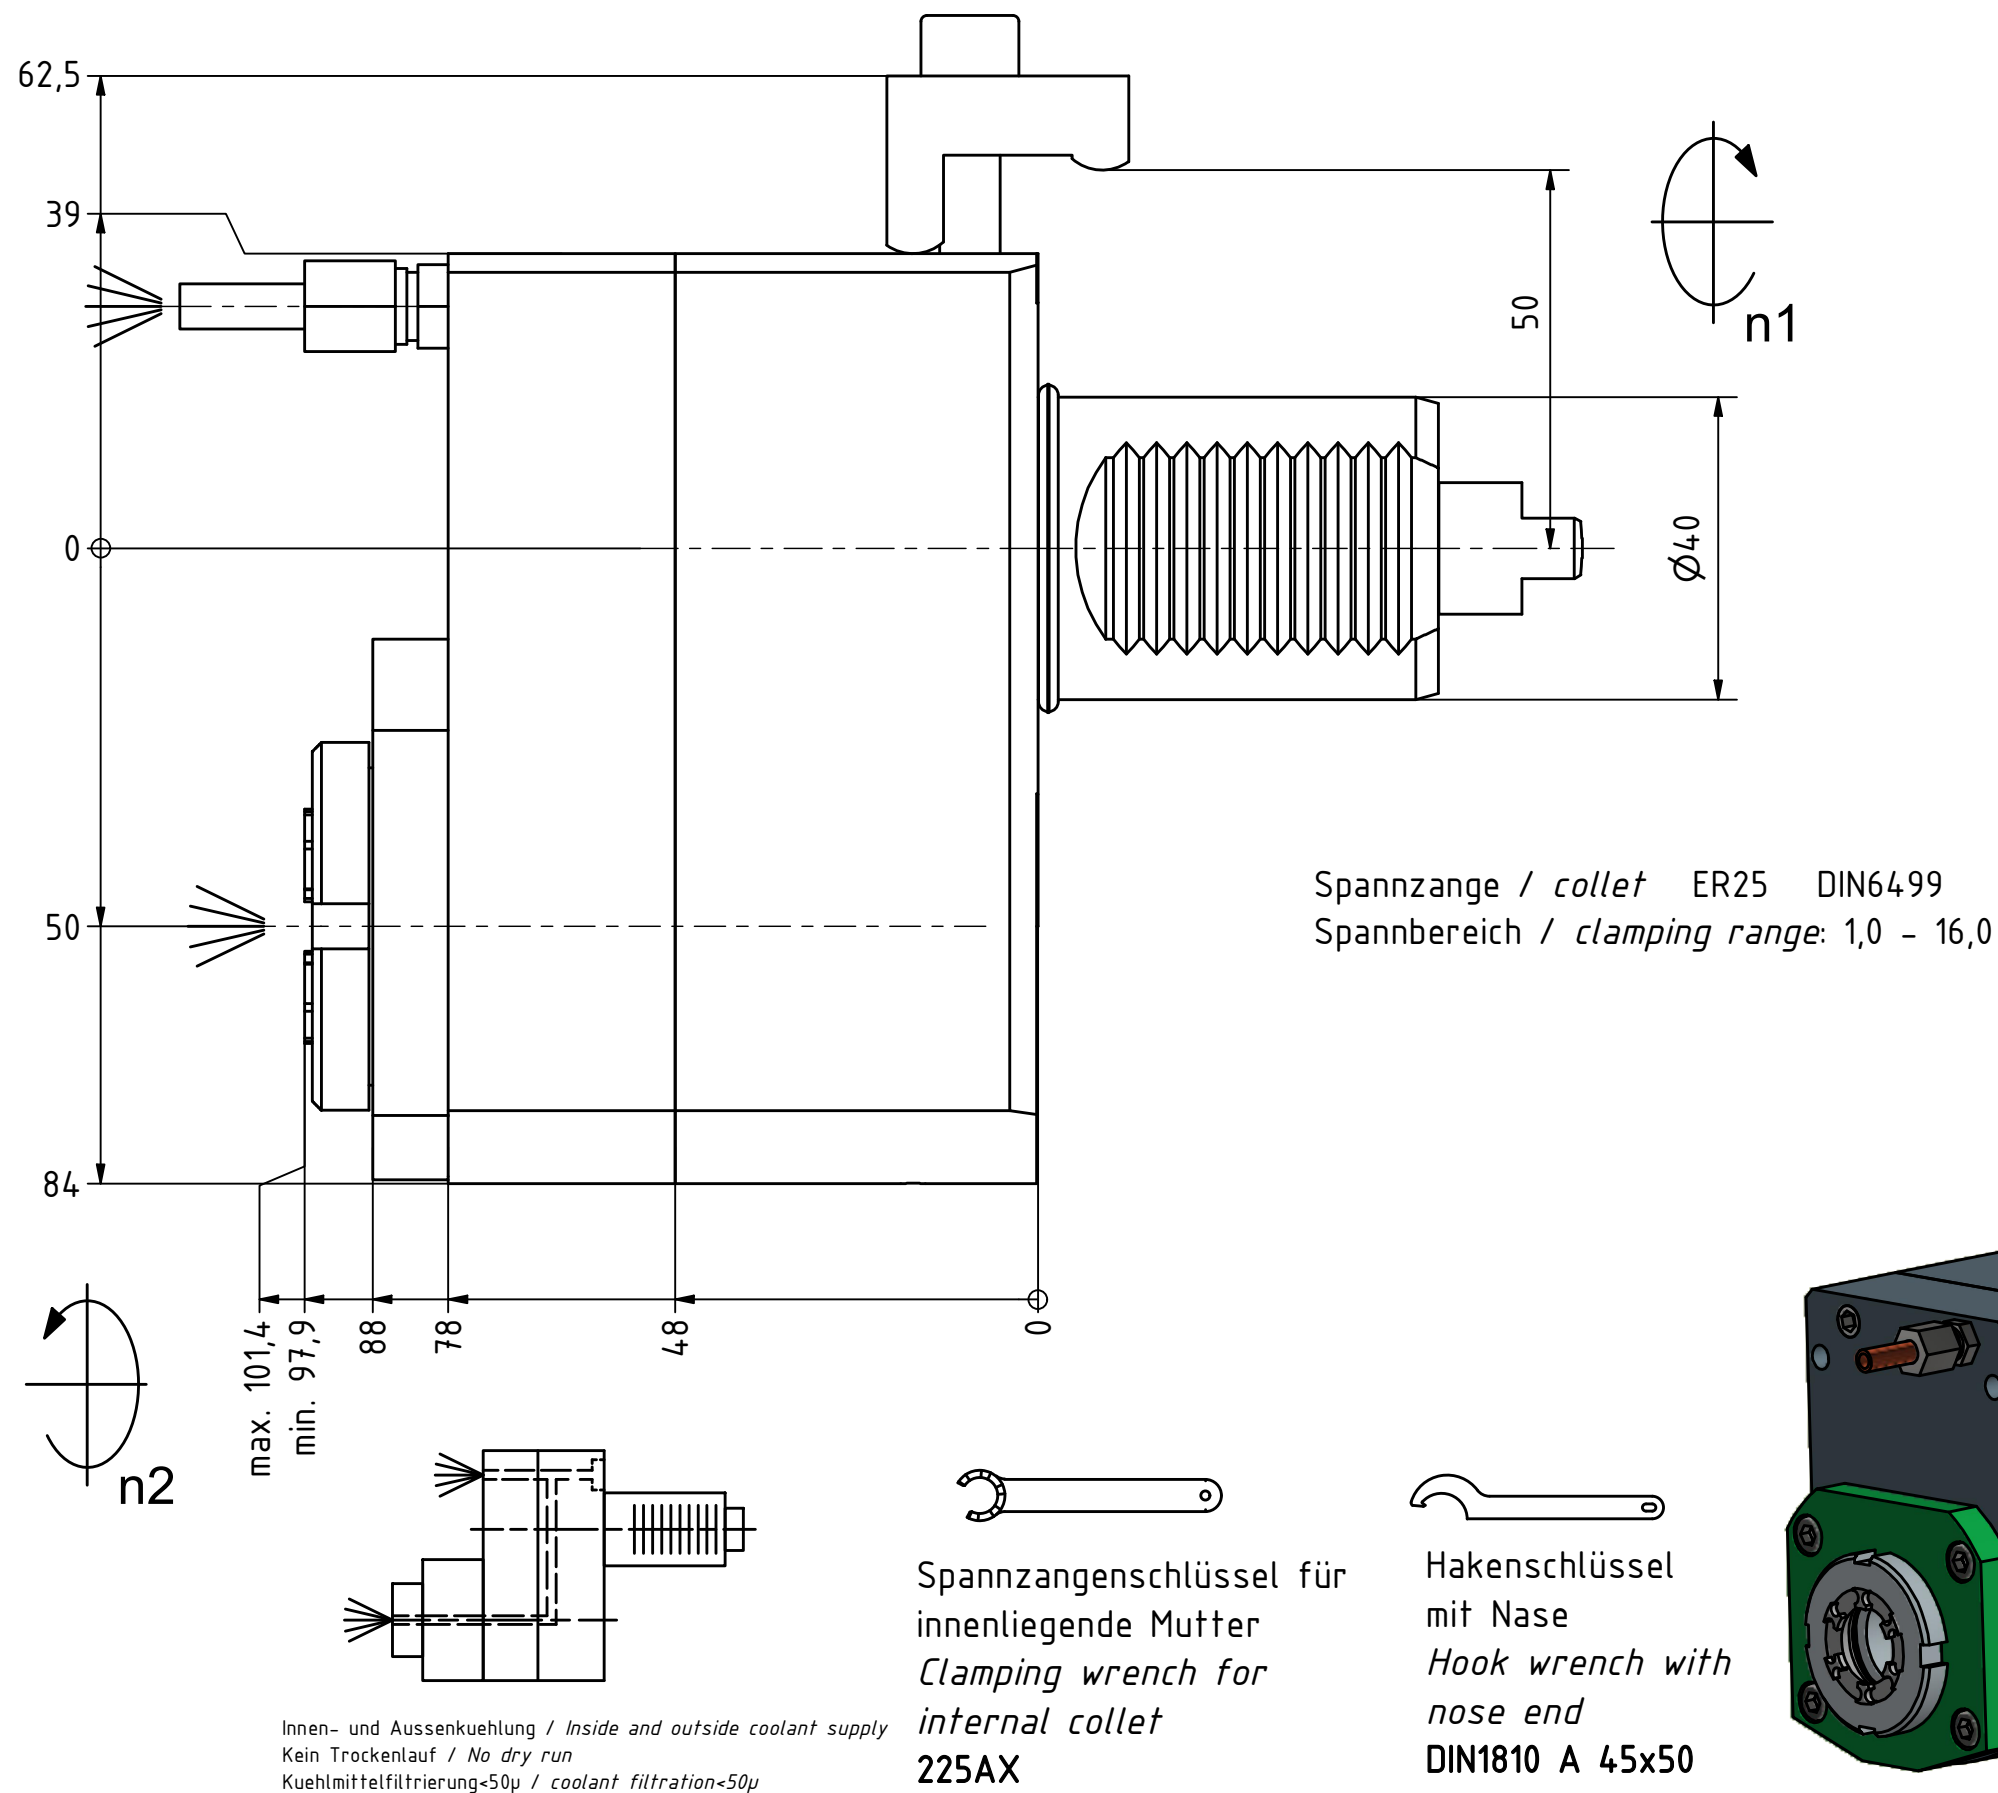 62,5
39
0
50
84
50
Ø40
n1
Spannzange / collet ER25 DIN6499
Spannbereich / clamping range: 1,0 - 16,0
max. 101,4
min. 97,9
88
78
48
0
n2
Innen- und Aussenkuehlung / Inside and outside coolant supply
Kein Trockenlauf / No dry run
Kuehlmittelfiltrierung<50µ / coolant filtration<50µ
Spannzangenschlüssel für
innenliegende Mutter
Clamping wrench for
internal collet
225AX
Hakenschlüssel
mit Nase
Hook wrench with
nose end
DIN1810 A 45x50